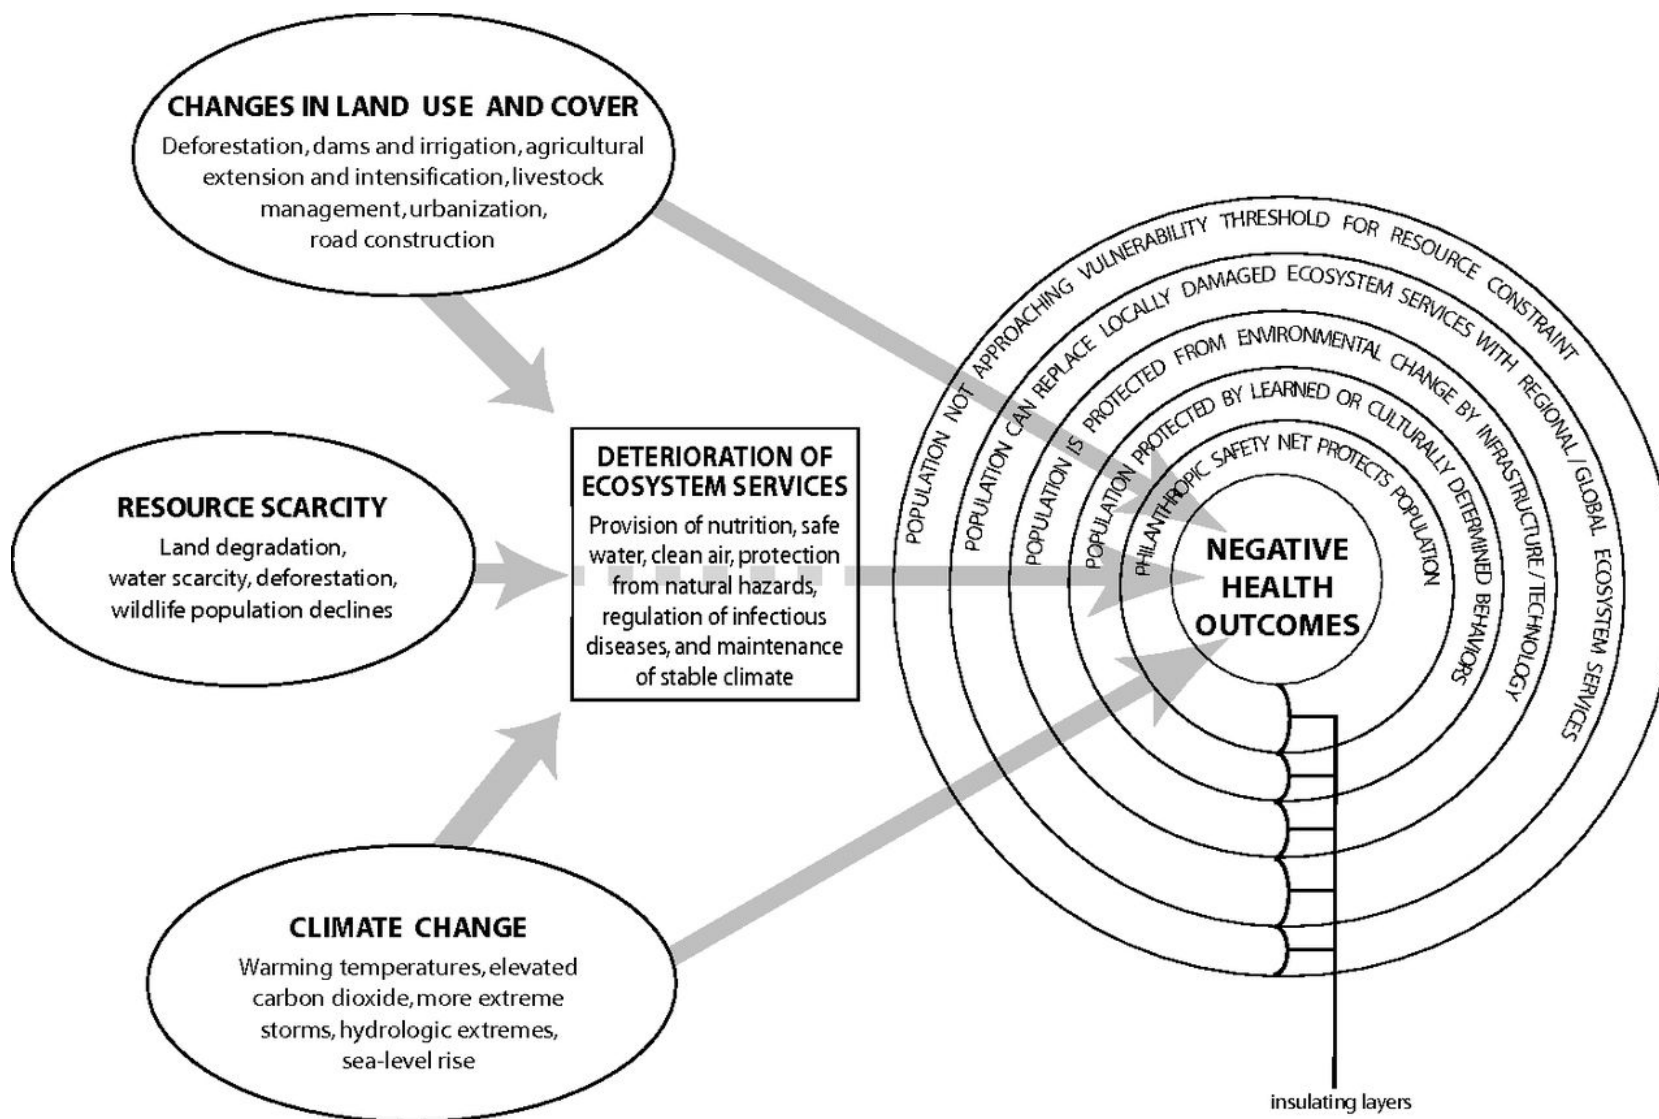 CHANGES IN LAND USE AND COVER
Deforestation, dams and irrigation, agricultural
extension and intensification, livestock
management, urbanization,
road construction
RESOURCE SCARCITY
Land degradation,
water scarcity, deforestation,
wildlife population declines
CLIMATE CHANGE
Warming temperatures, elevated
carbon dioxide, more extreme
storms, hydrologic extremes,
sea-level rise
DETERIORATION OF
ECOSYSTEM SERVICES
Provision of nutrition, safe
water, clean air, protection
from natural hazards,
regulation of infectious
diseases, and maintenance
of stable climate
POPULATION NOT APPROACHING VULNERABILITY THRESHOLD FOR RESOURCE CONSTRAINT
POPULATION CAN REPLACE LOCALLY DAMAGED ECOSYSTEM SERVICES WITH REGIONAL/GLOBAL ECOSYSTEM SERVICES
POPULATION IS PROTECTED FROM ENVIRONMENTAL CHANGE BY INFRASTRUCTURE/TECHNOLOGY
POPULATION PROTECTED BY LEARNED OR CULTURALLY DETERMINED BEHAVIORS
PHILANTHROPIC SAFETY NET PROTECTS POPULATION
NEGATIVE
HEALTH
OUTCOMES
insulating layers